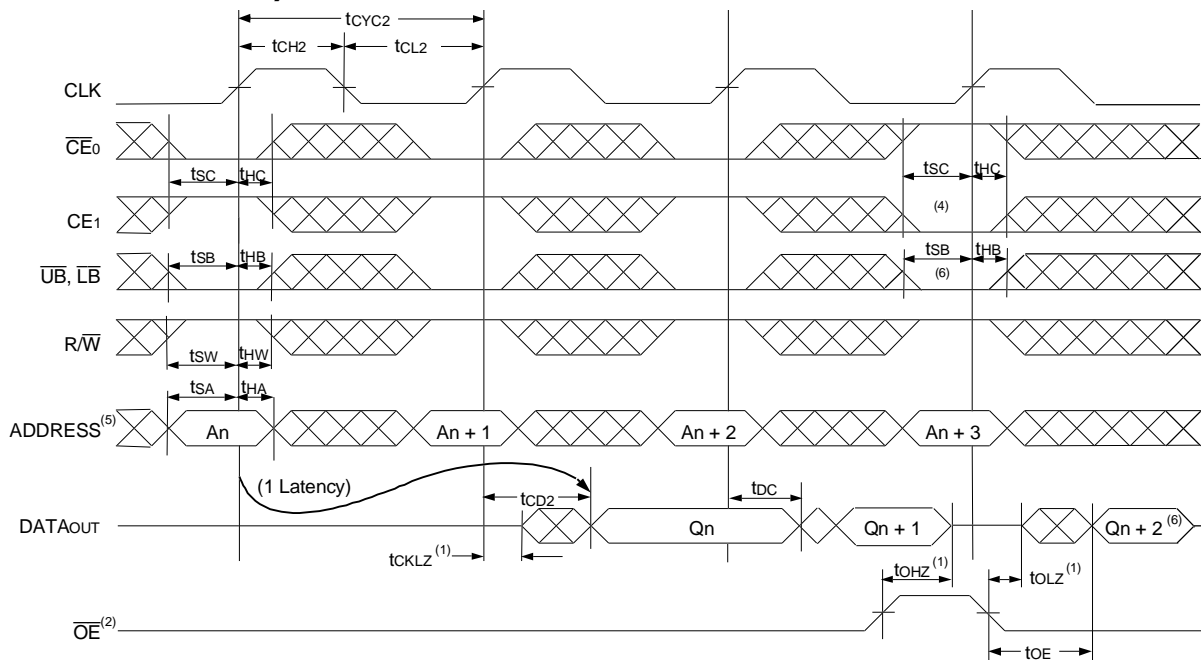 tCYC2
tCH2
tCL2
CLK
CE0
tSC
tHC
tSC
tHC
CE1
(4)
tSB
tHB
tSB
tHB
UB, LB
(6)
R/W
tSW
tHW
tSA
tHA
ADDRESS(5)
An
An + 1
An + 2
An + 3
(1 Latency)
tCD2
tDC
DATAOUT
Qn
Qn + 1
Qn + 2(6)
tCKLZ(1)
tOHZ(1)
tOLZ(1)
OE(2)
tOE